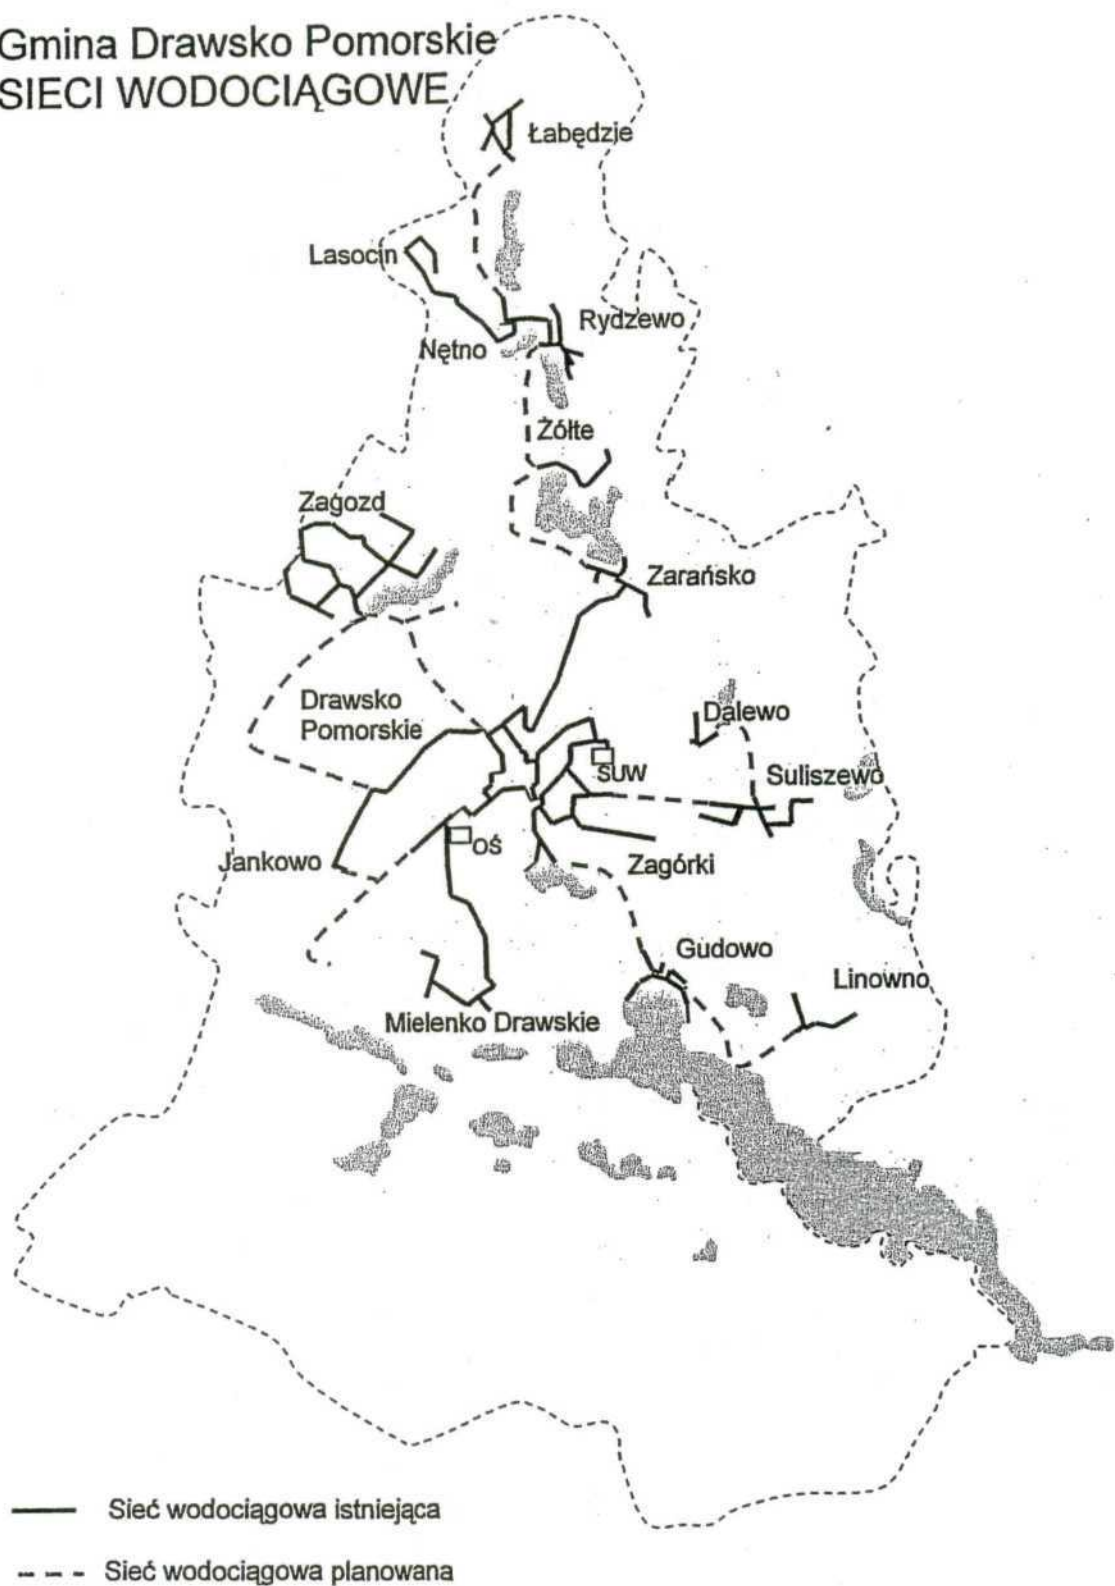 Gmina Drawsko Pomorskie
SIECI WODOCIĄGOWE
Łabędzie
Lasocin
Rydzewo
Nętno
Żółte
Zagozd
Zarańsko
Drawsko
Pomorskie
Dalewo
SUW
Suliszewo
OŚ
Jankowo
Zagórki
Gudowo
Linowno
Mielenko Drawskie
Sieć wodociągowa istniejąca
Sieć wodociągowa planowana